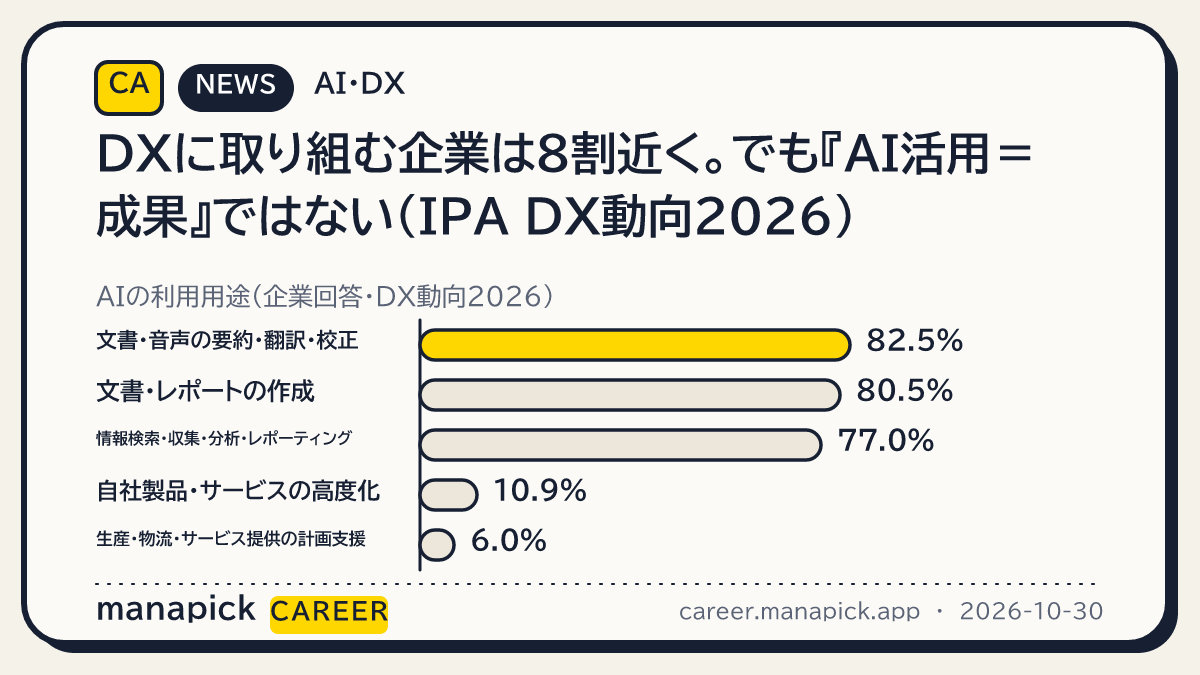 CA NEWS AI・DX
DXに取り組む企業は8割近く。でも『AI活用＝
成果』ではない（IPA DX動向2026）
AIの利用用途（企業回答・DX動向2026）
文書・音声の要約・翻訳・校正 82.5%
文書・レポートの作成 80.5%
情報検索・収集・分析・レポーティング 77.0%
自社製品・サービスの高度化 10.9%
生産・物流・サービス提供の計画支援 6.0%
manapick CAREER career.manapick.app ・ 2026-10-30